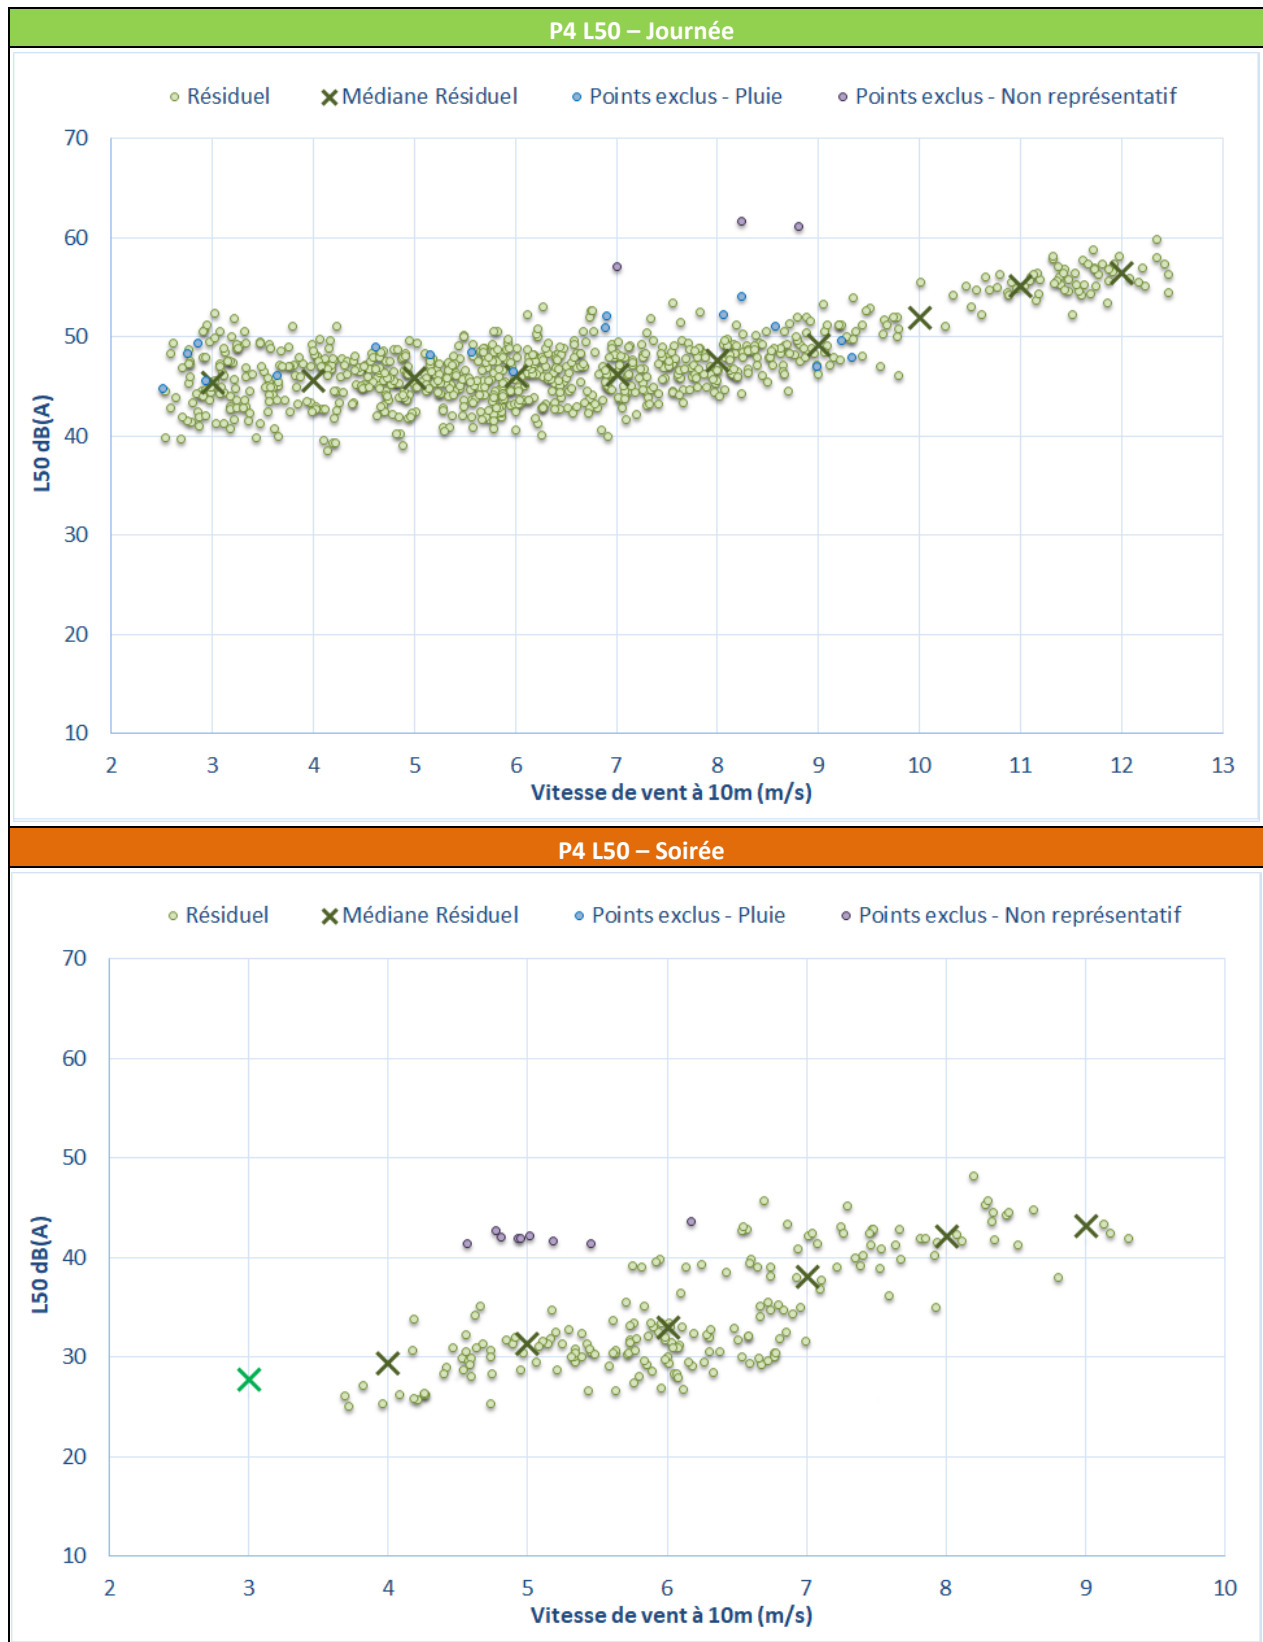 P4 L50 – Journée
Résiduel Médiane Résiduel Points exclus - Pluie Points exclus - Non représentatif
70
60
50
40
30
20
10
L50 dB(A)
2 3 4 5 6 7 8 9 10 11 12 13
Vitesse de vent à 10m (m/s)
P4 L50 – Soirée
Résiduel Médiane Résiduel Points exclus - Pluie Points exclus - Non représentatif
70
60
50
40
30
20
10
L50 dB(A)
2 3 4 5 6 7 8 9 10
Vitesse de vent à 10m (m/s)